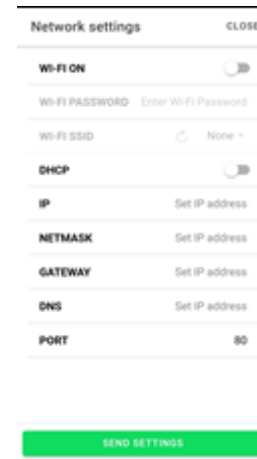 Network settings CLOSE
WI-FI ON
WI-FI PASSWORD Enter Wi-Fi Password
WI-FI SSID None
DHCP
IP Set IP address
NETMASK Set IP address
GATEWAY Set IP address
DNS Set IP address
PORT 80
SEND SETTINGS